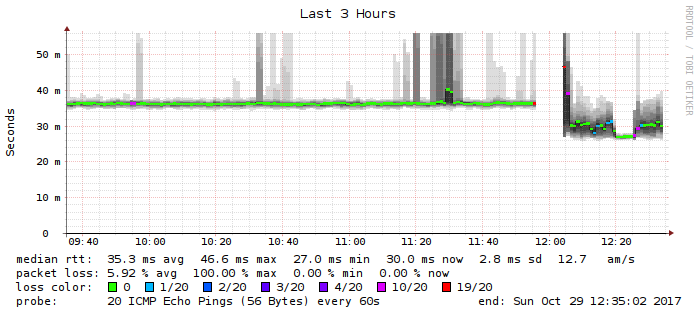 Last 3 Hours
RRDTOOL / TOBI OETIKER
Seconds
50 m
40 m
30 m
20 m
10 m
0
09:40 10:00 10:20 10:40 11:00 11:20 11:40 12:00 12:20
median rtt: 35.3 ms avg 46.6 ms max 27.0 ms min 30.0 ms now 2.8 ms sd 12.7 am/s
packet loss: 5.92 % avg 100.00 % max 0.00 % min 0.00 % now
loss color: 0 1/20 2/20 3/20 4/20 10/20 19/20
probe: 20 ICMP Echo Pings (56 Bytes) every 60s end: Sun Oct 29 12:35:02 2017